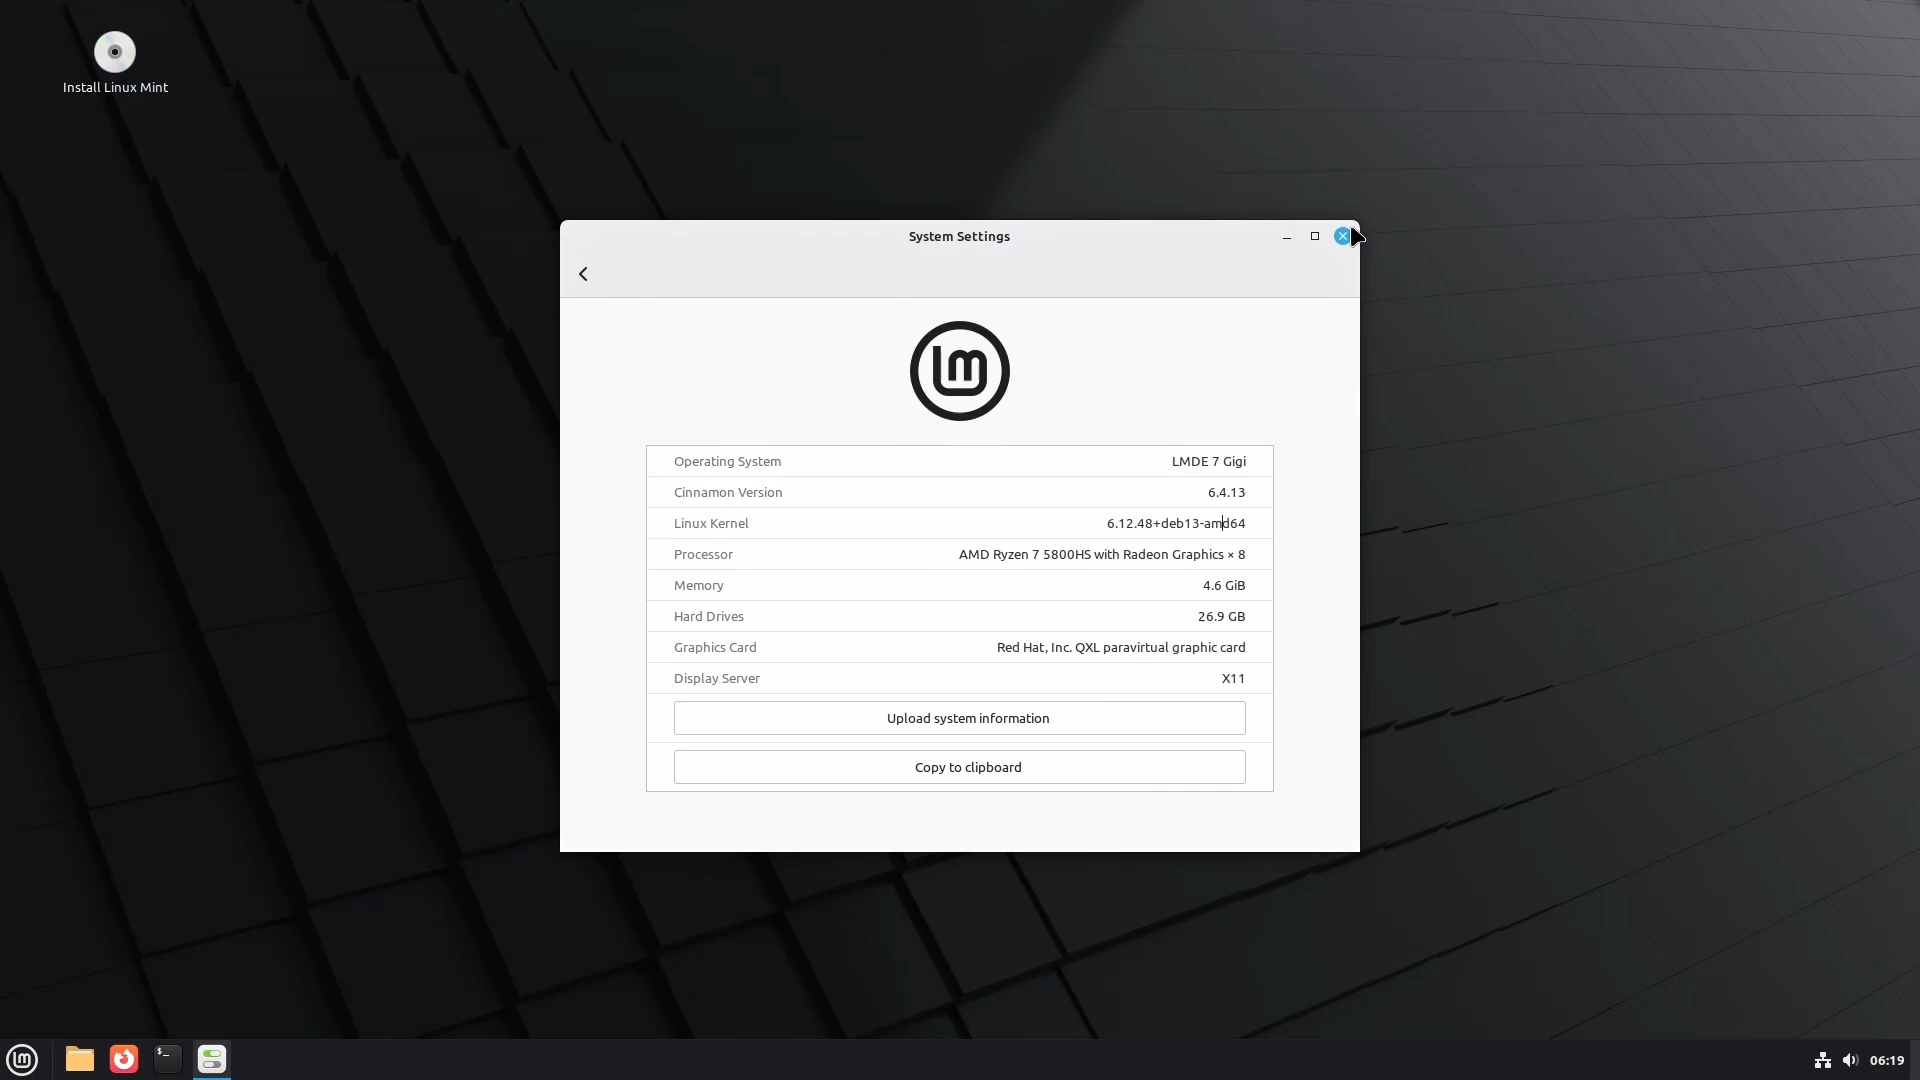 Install Linux Mint
System Settings
lm
Operating System LMDE 7 Gigi
Cinnamon Version 6.4.13
Linux Kernel 6.12.48+deb13-amd64
Processor AMD Ryzen 7 5800HS with Radeon Graphics × 8
Memory 4.6 GiB
Hard Drives 26.9 GB
Graphics Card Red Hat, Inc. QXL paravirtual graphic card
Display Server X11
Upload system information
Copy to clipboard
lm
$_
06:19